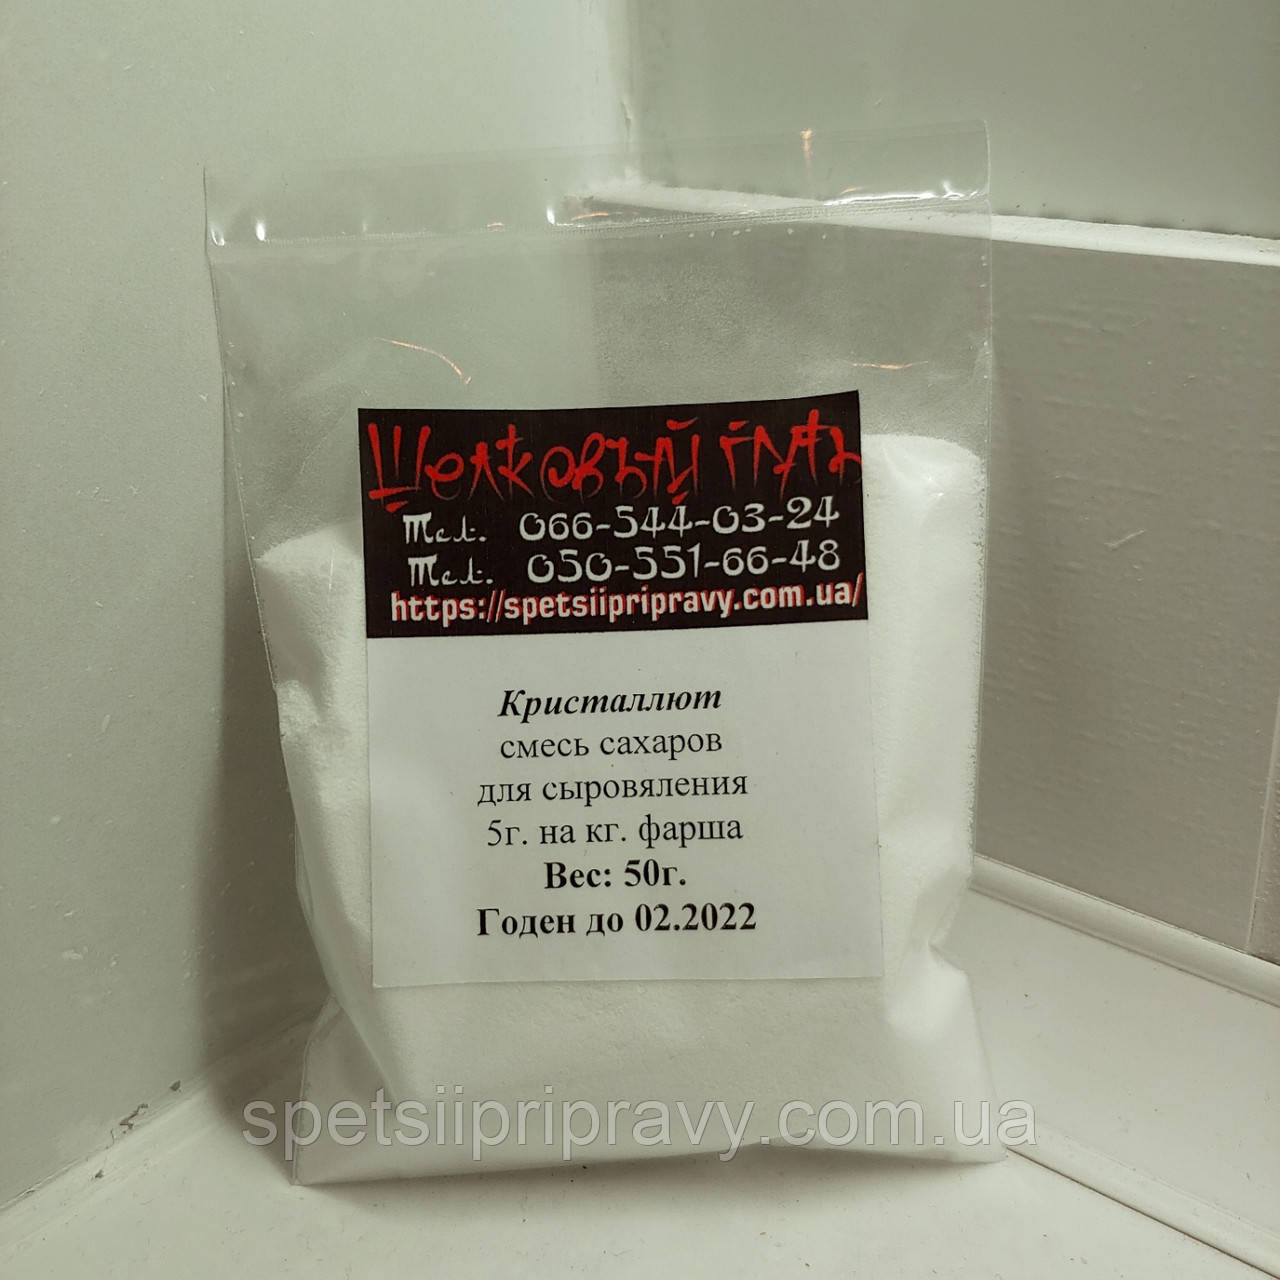 Шелковый путь
Тел. 066-544-03-24
Тел. 050-551-66-48
https://spetsiipripravy.com.ua/
Кристаллют
смесь сахаров
для сыровяления
5г. на кг. фарша
Вес: 50г.
Годен до 02.2022
spetsiipripravy.com.ua